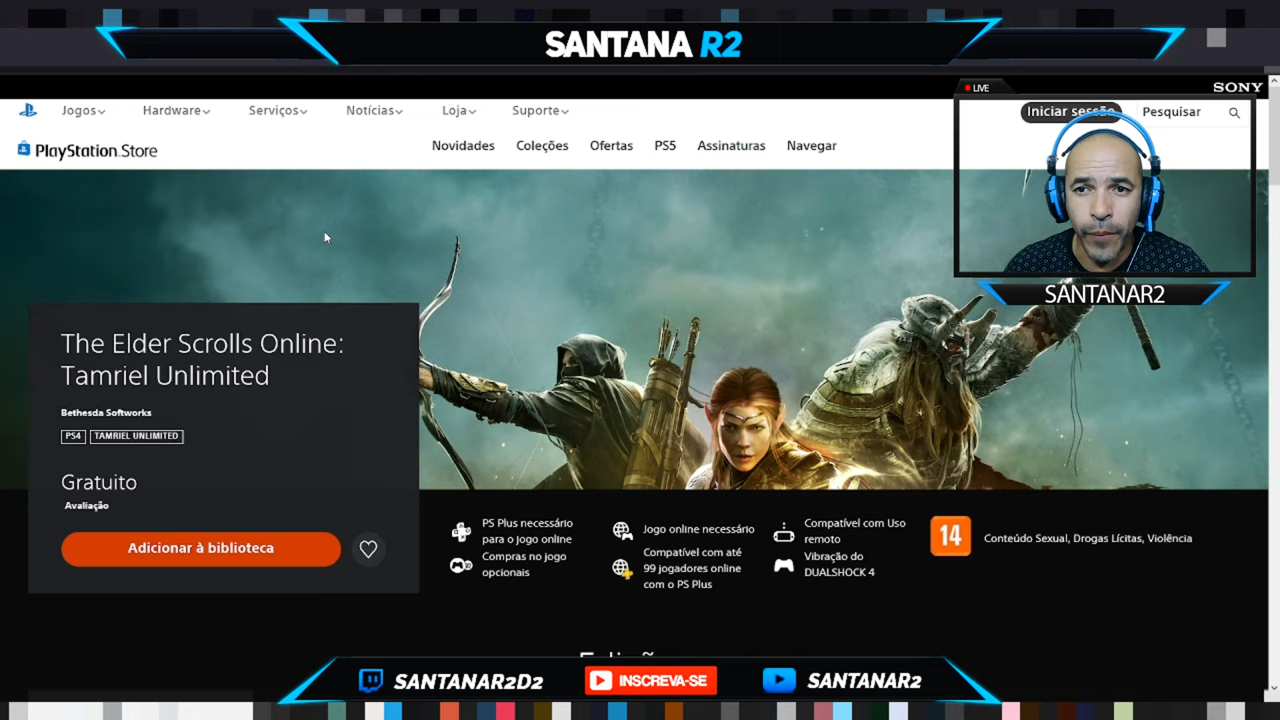 SANTANA R2
LIVE
SONY
Jogos Hardware Serviços Notícias Loja Suporte
Iniciar sessão Pesquisar
PlayStation.Store
Novidades Coleções Ofertas PS5 Assinaturas Navegar
SANTANAR2
The Elder Scrolls Online:
Tamriel Unlimited
Bethesda Softworks
PS4 TAMRIEL UNLIMITED
Gratuito
Avaliação
Adicionar à biblioteca
PS Plus necessário
para o jogo online
Compras no jogo
opcionais
Jogo online necessário
Compatível com até
99 jogadores online
com o PS Plus
Compatível com Uso
remoto
Vibração do
DUALSHOCK 4
14
Conteúdo Sexual, Drogas Lícitas, Violência
SANTANAR2D2
INSCREVA-SE
SANTANAR2